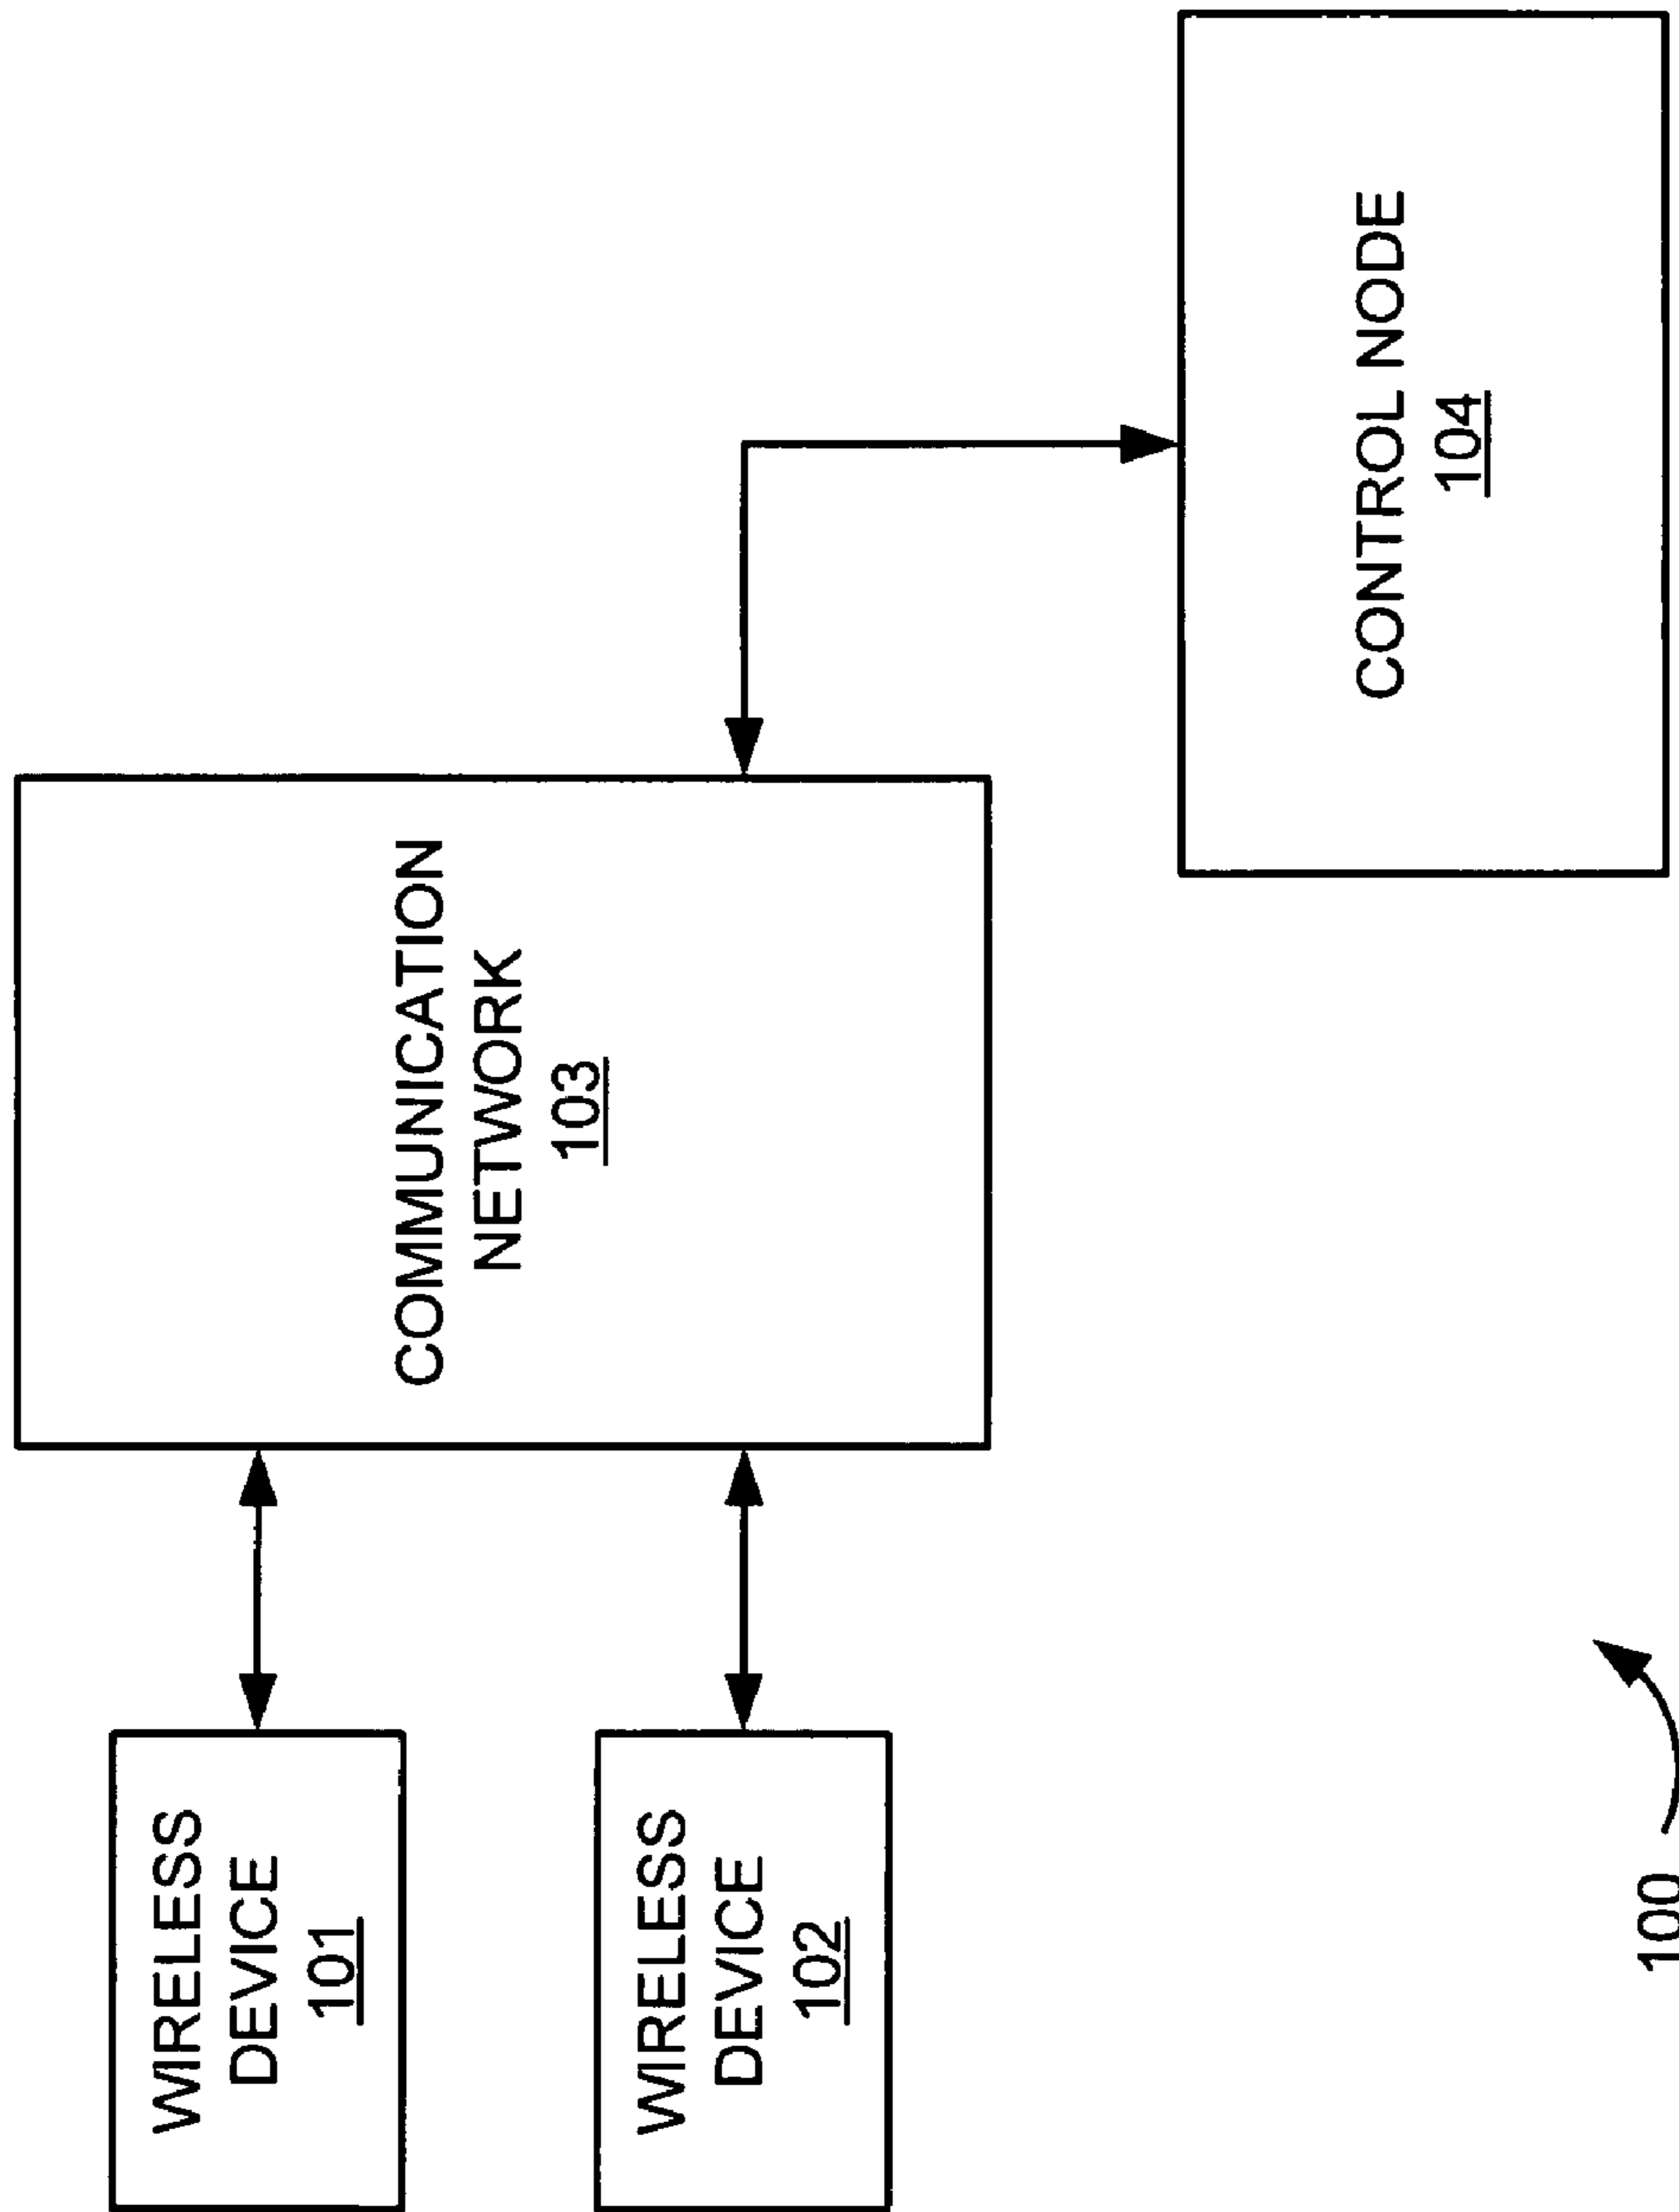 WIRELESS
DEVICE
101
WIRELESS
DEVICE
102
COMMUNICATION
NETWORK
103
CONTROL NODE
104
100